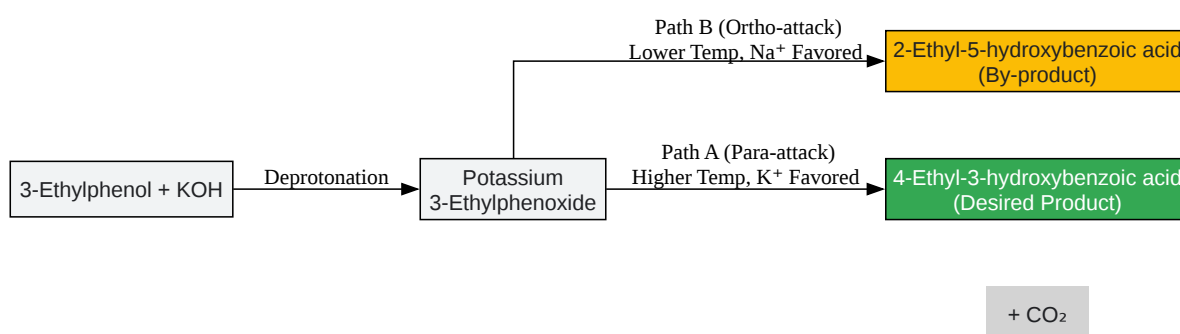 Path B (Ortho-attack)
Lower Temp, Na⁺ Favored
2-Ethyl-5-hydroxybenzoic acid
(By-product)
3-Ethylphenol + KOH
Deprotonation
Potassium
3-Ethylphenoxide
Path A (Para-attack)
Higher Temp, K⁺ Favored
4-Ethyl-3-hydroxybenzoic acid
(Desired Product)
+ CO₂